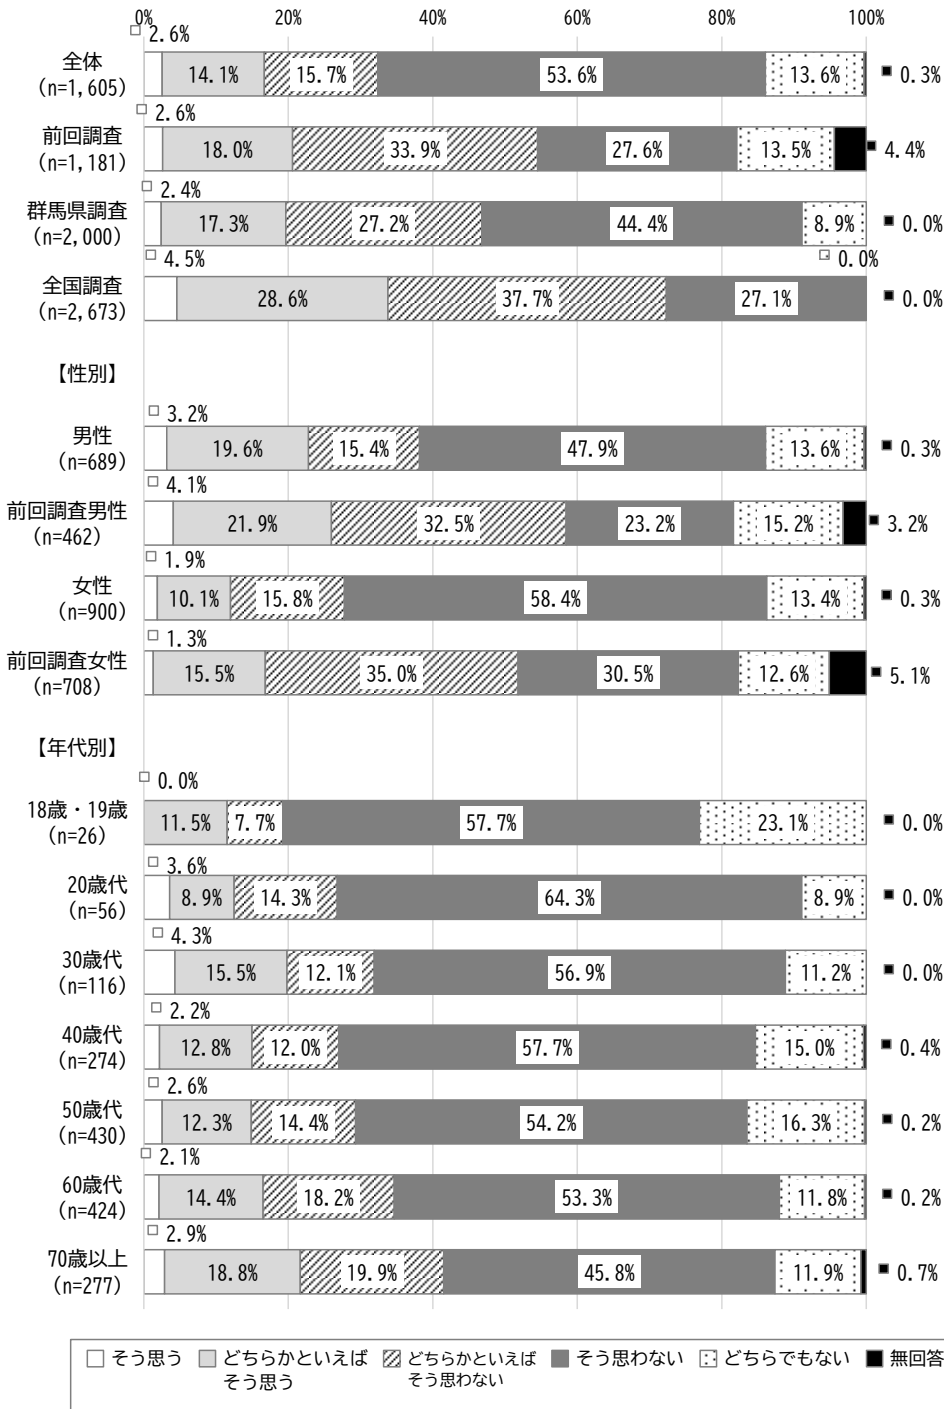 0% 20% 40% 60% 80% 100%
2.6%
全体
(n=1,605)
14.1% 15.7% 53.6% 13.6% 0.3%
2.6%
前回調査
(n=1,181)
18.0% 33.9% 27.6% 13.5% 4.4%
2.4%
群馬県調査
(n=2,000)
17.3% 27.2% 44.4% 8.9% 0.0%
4.5% 0.0%
全国調査
(n=2,673)
28.6% 37.7% 27.1% 0.0%
【性別】
3.2%
男性
(n=689)
19.6% 15.4% 47.9% 13.6% 0.3%
4.1%
前回調査男性
(n=462)
21.9% 32.5% 23.2% 15.2% 3.2%
1.9%
女性
(n=900)
10.1% 15.8% 58.4% 13.4% 0.3%
1.3%
前回調査女性
(n=708)
15.5% 35.0% 30.5% 12.6% 5.1%
【年代別】
0.0%
18歳・19歳
(n=26)
11.5% 7.7% 57.7% 23.1% 0.0%
3.6%
20歳代
(n=56)
8.9% 14.3% 64.3% 8.9% 0.0%
4.3%
30歳代
(n=116)
15.5% 12.1% 56.9% 11.2% 0.0%
2.2%
40歳代
(n=274)
12.8% 12.0% 57.7% 15.0% 0.4%
2.6%
50歳代
(n=430)
12.3% 14.4% 54.2% 16.3% 0.2%
2.1%
60歳代
(n=424)
14.4% 18.2% 53.3% 11.8% 0.2%
2.9%
70歳以上
(n=277)
18.8% 19.9% 45.8% 11.9% 0.7%
そう思う どちらかといえば どちらかといえば そう思わない どちらでもない 無回答
そう思う そう思わない